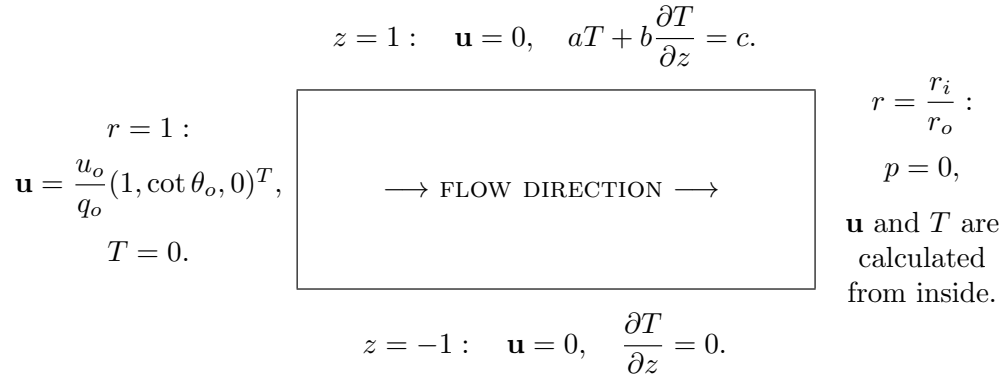 z = 1 :   𝐮 = 0,   aT + b ∂T/∂z = c.
r = 1 :
𝐮 = u_o/q_o (1, cot θ_o, 0)^T,
T = 0.
⟶ FLOW DIRECTION ⟶
r = r_i/r_o :
p = 0,
𝐮 and T are
calculated
from inside.
z = −1 :   𝐮 = 0,   ∂T/∂z = 0.